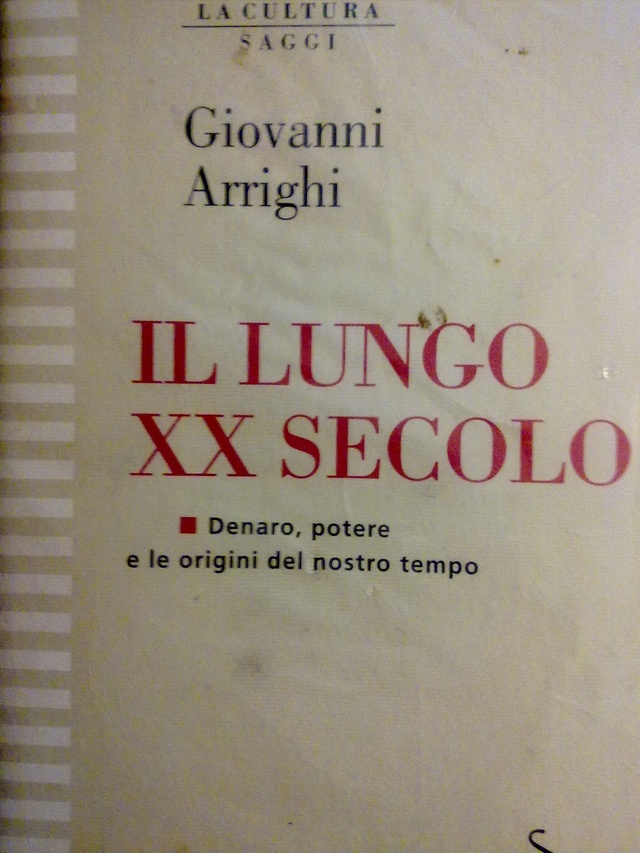 LA CULTURA
SAGGI
Giovanni
Arrighi
IL LUNGO
XX SECOLO
Denaro, potere
e le origini del nostro tempo